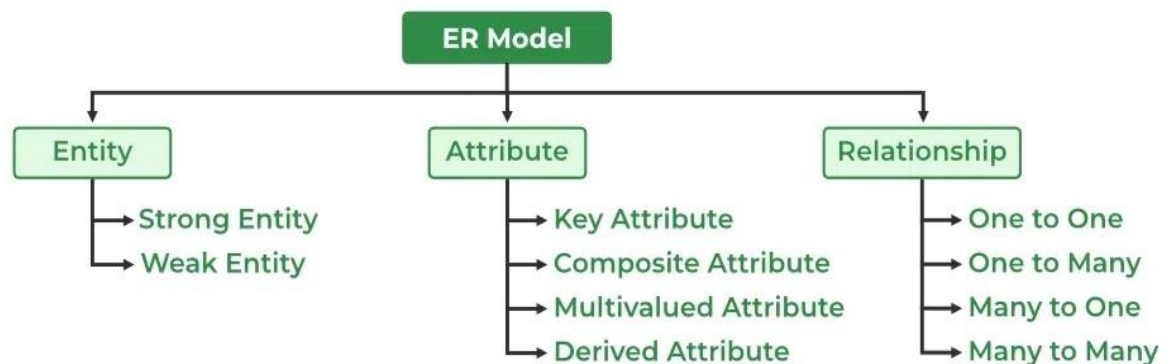 ER Model
Entity
Strong Entity
Weak Entity
Attribute
Key Attribute
Composite Attribute
Multivalued Attribute
Derived Attribute
Relationship
One to One
One to Many
Many to One
Many to Many